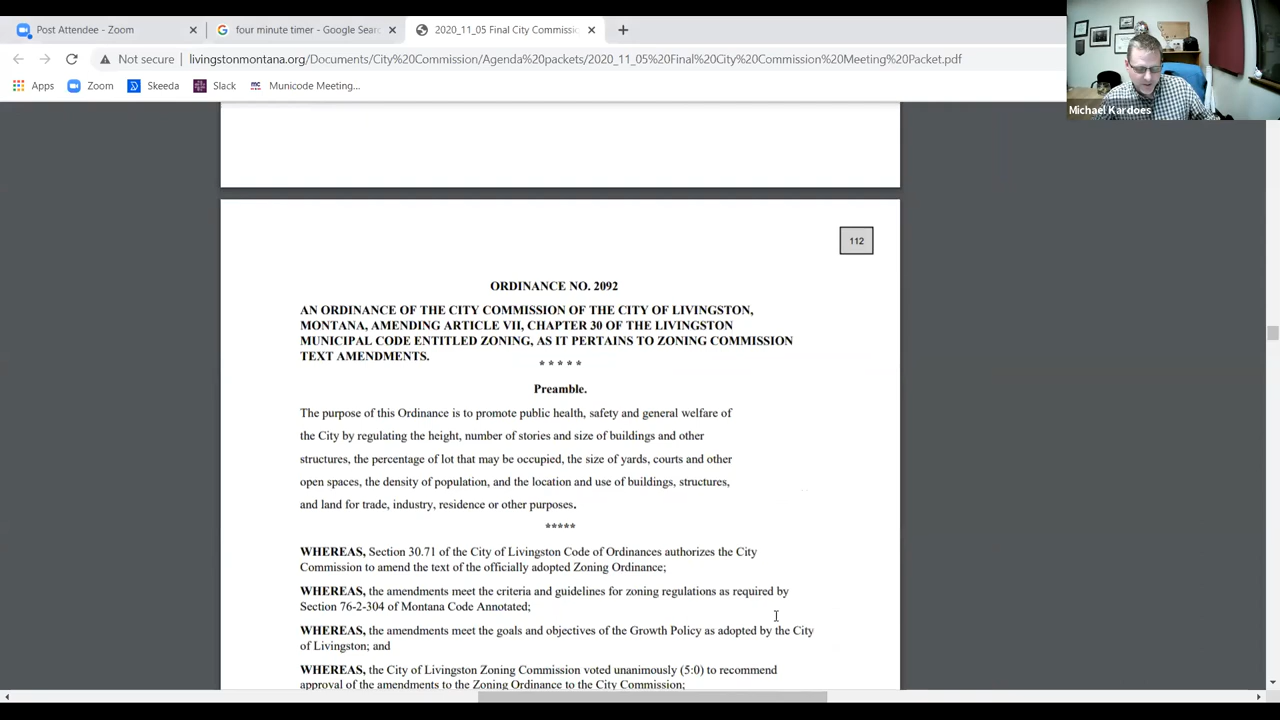 Post Attendee - Zoom
four minute timer - Google Sear
2020_11_05 Final City Commissio
Not secure
livingstonmontana.org/Documents/City%20Commission/Agenda%20packets/2020_11_05%20Final%20City%20Commission%20Meeting%20Packet.pdf
Apps
Zoom
Skeeda
Slack
Municode Meeting...
Michael Kardoes
112
ORDINANCE NO. 2092
AN ORDINANCE OF THE CITY COMMISSION OF THE CITY OF LIVINGSTON,
MONTANA, AMENDING ARTICLE VII, CHAPTER 30 OF THE LIVINGSTON
MUNICIPAL CODE ENTITLED ZONING, AS IT PERTAINS TO ZONING COMMISSION
TEXT AMENDMENTS.
* * * * *
Preamble.
The purpose of this Ordinance is to promote public health, safety and general welfare of
the City by regulating the height, number of stories and size of buildings and other
structures, the percentage of lot that may be occupied, the size of yards, courts and other
open spaces, the density of population, and the location and use of buildings, structures,
and land for trade, industry, residence or other purposes.
*****
WHEREAS, Section 30.71 of the City of Livingston Code of Ordinances authorizes the City
Commission to amend the text of the officially adopted Zoning Ordinance;
WHEREAS, the amendments meet the criteria and guidelines for zoning regulations as required by
Section 76-2-304 of Montana Code Annotated;
WHEREAS, the amendments meet the goals and objectives of the Growth Policy as adopted by the City
of Livingston; and
WHEREAS, the City of Livingston Zoning Commission voted unanimously (5:0) to recommend
approval of the amendments to the Zoning Ordinance to the City Commission;